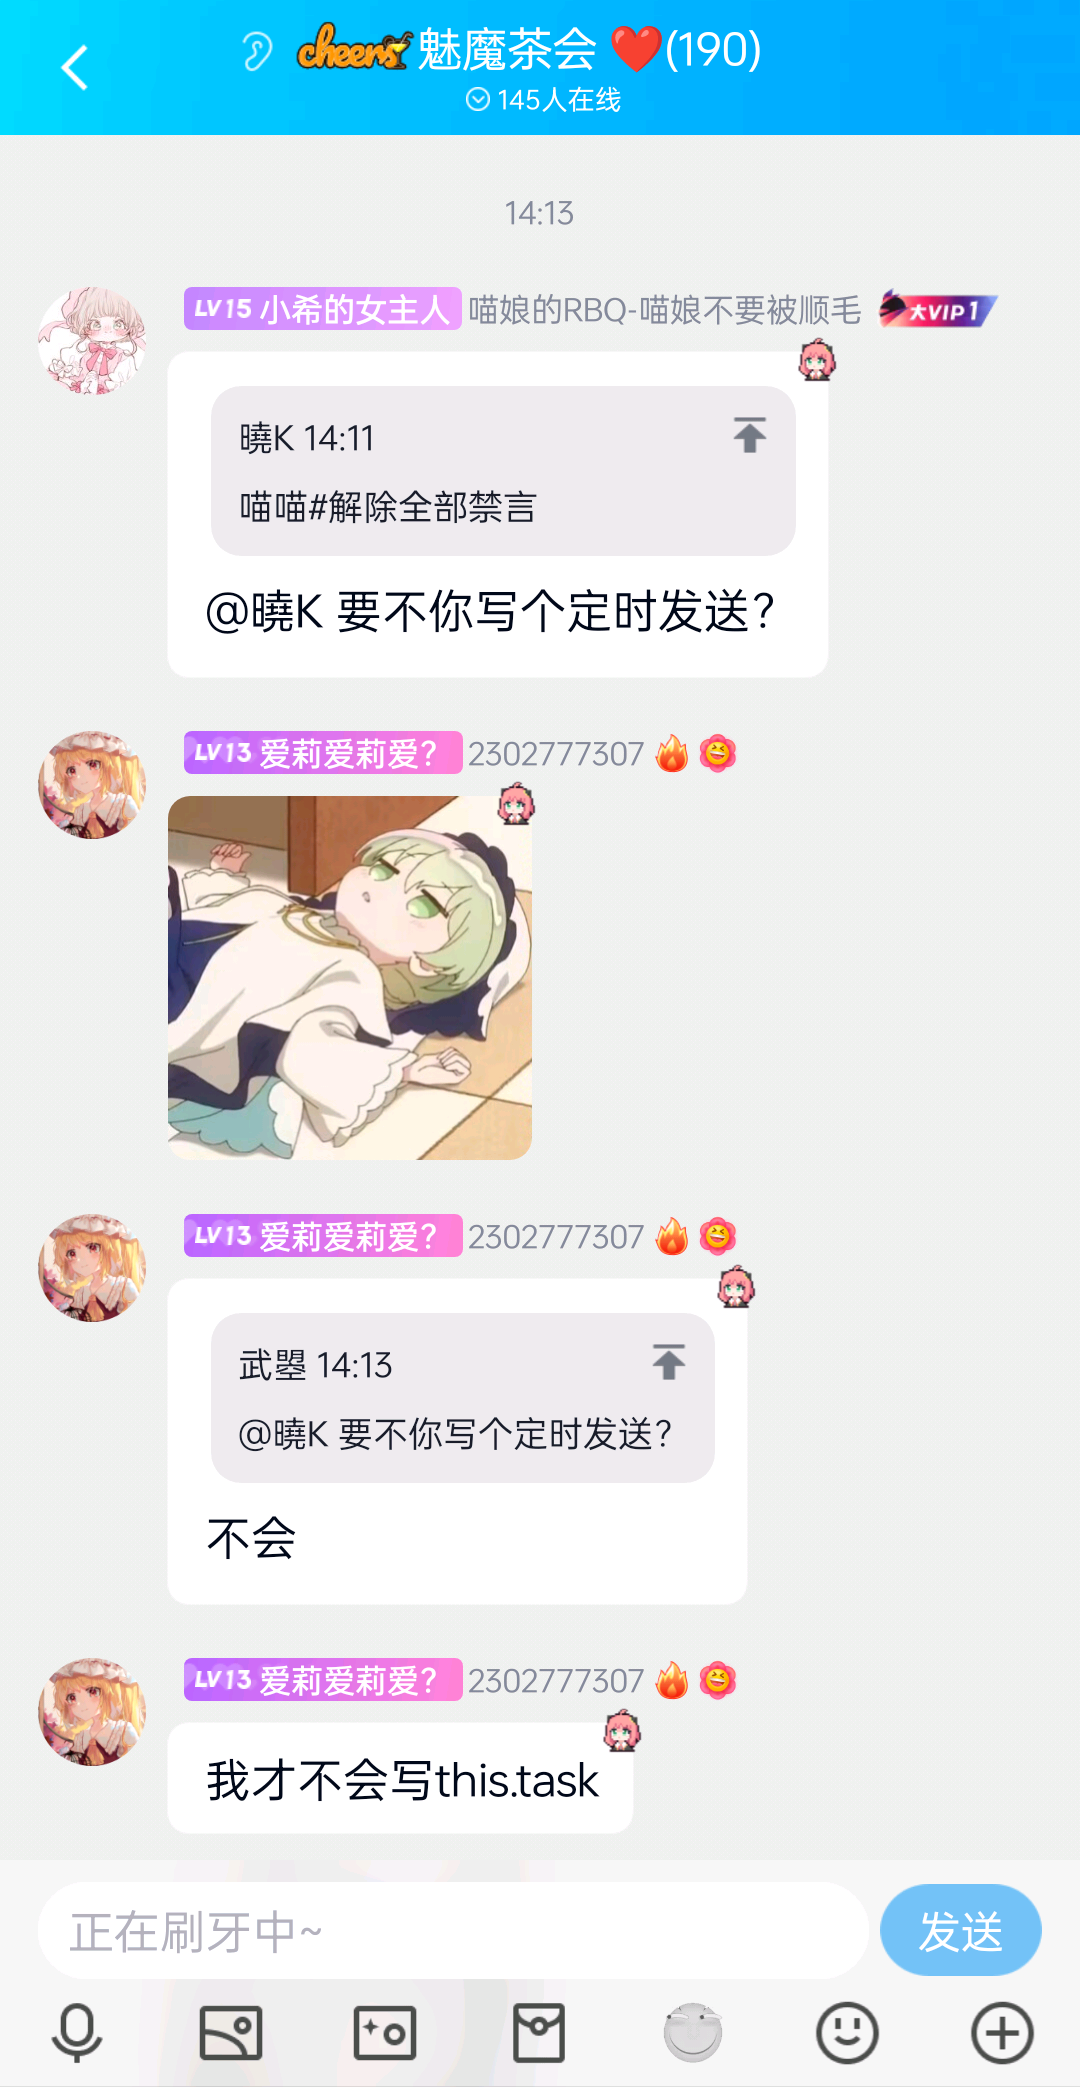 cheers 魅魔茶会 ❤️(190)
145人在线
14:13
LV15 小希的女主人 喵娘的RBQ-喵娘不要被顺毛 大VIP1
曉K 14:11
喵喵#解除全部禁言
@曉K 要不你写个定时发送？
LV13 爱莉爱莉爱？ 2302777307
LV13 爱莉爱莉爱？ 2302777307
武曌 14:13
@曉K 要不你写个定时发送？
不会
LV13 爱莉爱莉爱？ 2302777307
我才不会写this.task
正在刷牙中~
发送